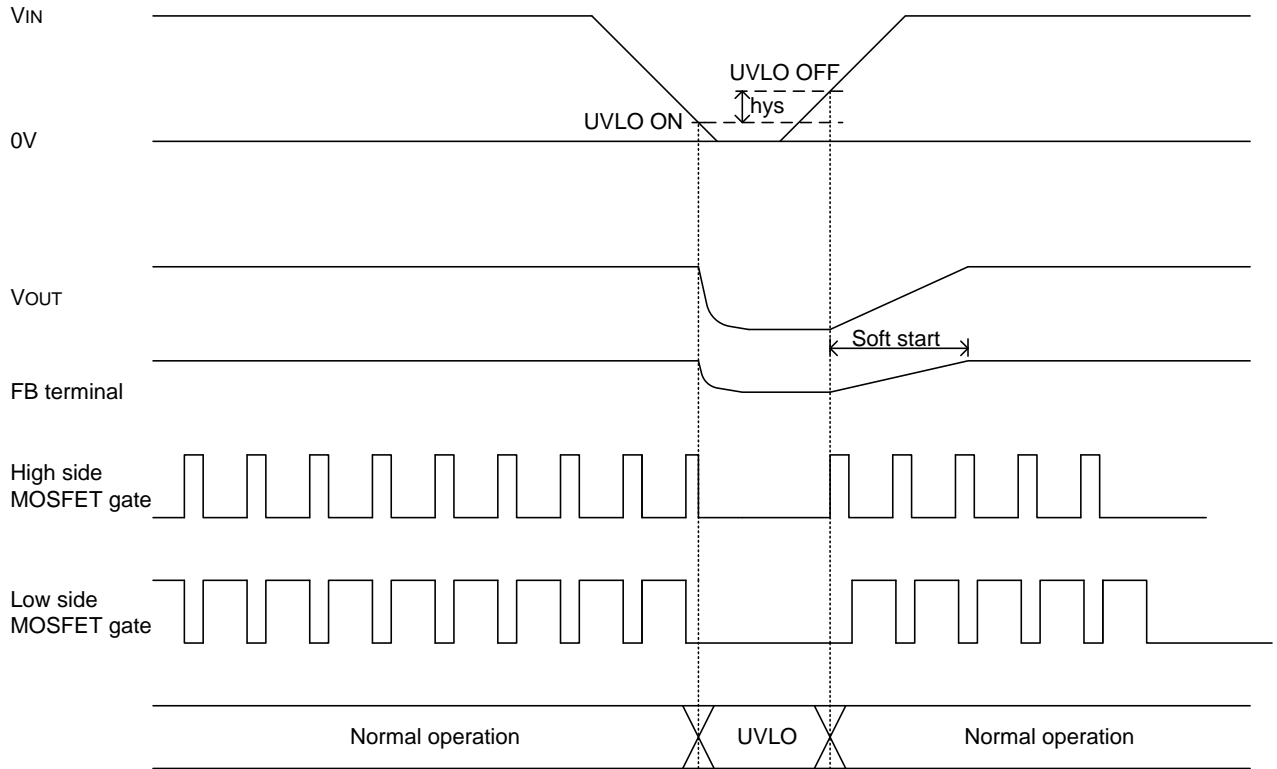 VIN
UVLO OFF
hys
UVLO ON
0V
VOUT
Soft start
FB terminal
High side
MOSFET gate
Low side
MOSFET gate
Normal operation
UVLO
Normal operation